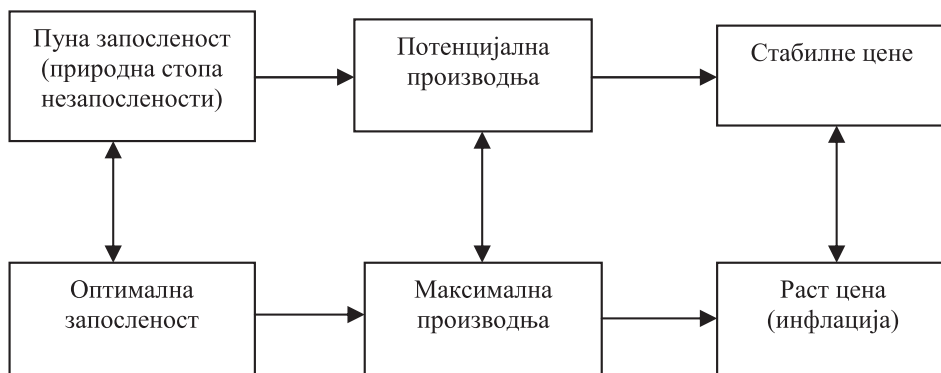 Пуна запосленост
(природна стопа
незапослености)
Потенцијална
производња
Стабилне цене
Оптимална
запосленост
Максимална
производња
Раст цена
(инфлација)